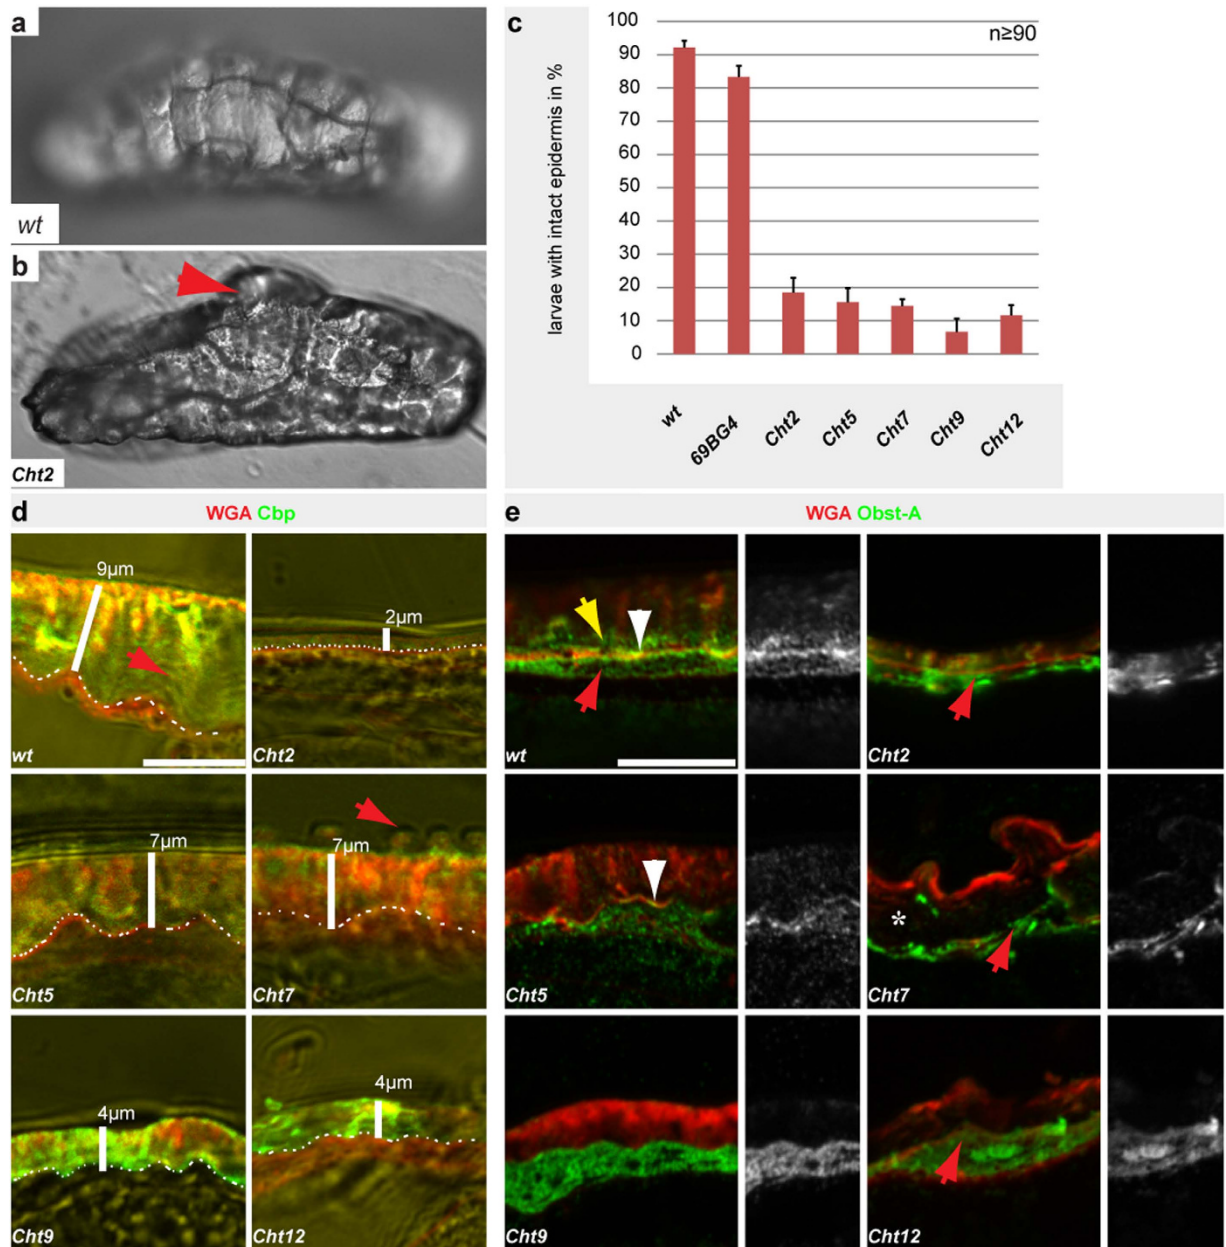 a
wt
b
Cht2
c
n≥90
larvae with intact epidermis in %
100
90
80
70
60
50
40
30
20
10
0
wt
69BG4
Cht2
Cht5
Cht7
Cht9
Cht12
d
WGA Cbp
9µm
wt
2µm
Cht2
7µm
Cht5
7µm
Cht7
4µm
Cht9
4µm
Cht12
e
WGA Obst-A
wt
Cht2
Cht5
*
Cht7
Cht9
Cht12